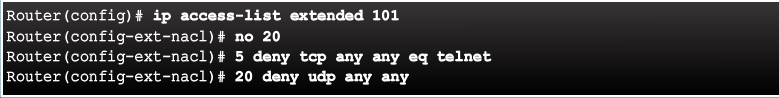 Router(config)# ip access-list extended 101
Router(config-ext-nacl)# no 20
Router(config-ext-nacl)# 5 deny tcp any any eq telnet
Router(config-ext-nacl)# 20 deny udp any any